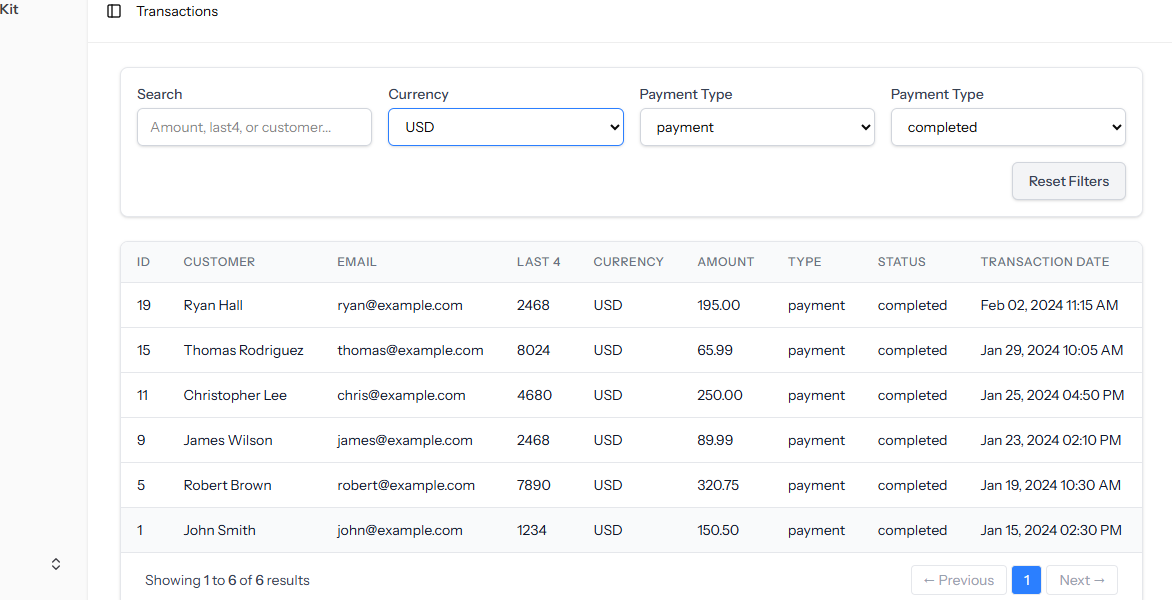 Kit
Transactions
Search Currency Payment Type Payment Type
Amount, last4, or customer... USD payment completed
Reset Filters
ID CUSTOMER EMAIL LAST 4 CURRENCY AMOUNT TYPE STATUS TRANSACTION DATE
19 Ryan Hall ryan@example.com 2468 USD 195.00 payment completed Feb 02, 2024 11:15 AM
15 Thomas Rodriguez thomas@example.com 8024 USD 65.99 payment completed Jan 29, 2024 10:05 AM
11 Christopher Lee chris@example.com 4680 USD 250.00 payment completed Jan 25, 2024 04:50 PM
9 James Wilson james@example.com 2468 USD 89.99 payment completed Jan 23, 2024 02:10 PM
5 Robert Brown robert@example.com 7890 USD 320.75 payment completed Jan 19, 2024 10:30 AM
1 John Smith john@example.com 1234 USD 150.50 payment completed Jan 15, 2024 02:30 PM
Showing 1 to 6 of 6 results ← Previous 1 Next →